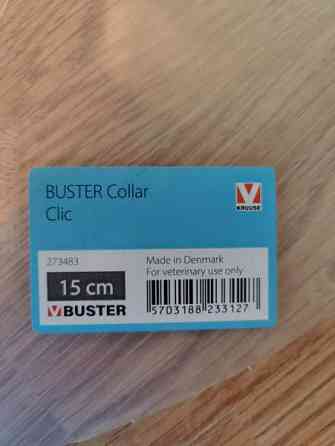 BUSTER Collar
Clic
KRUUSE
273483
Made in Denmark
For veterinary use only
15 cm
BUSTER
5703188 233127